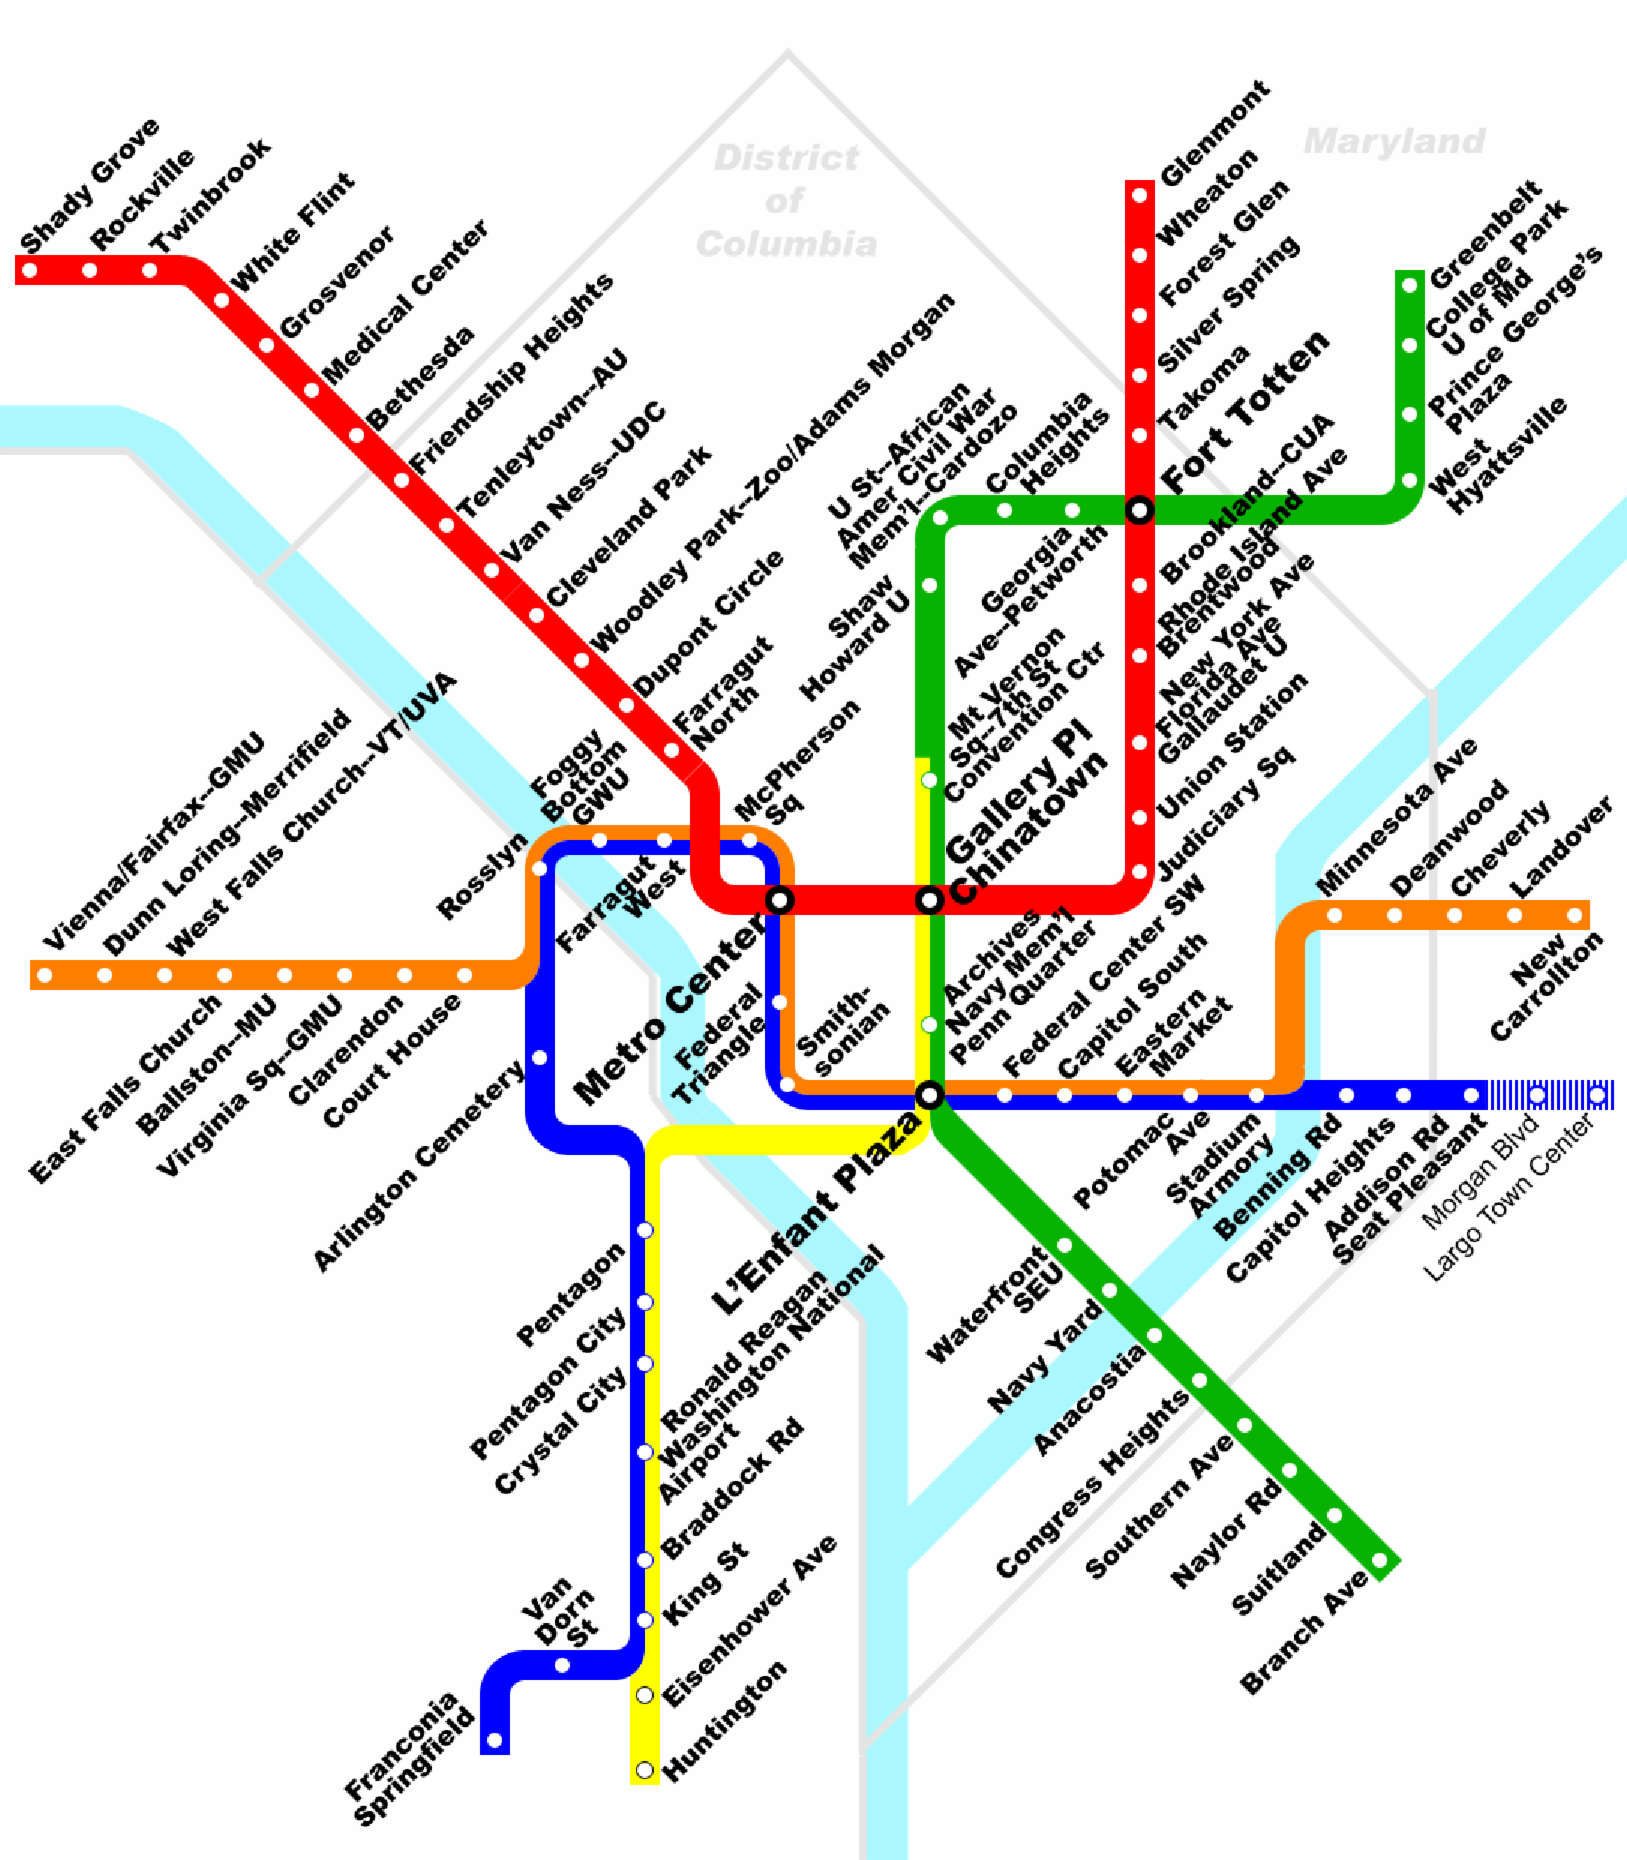 District
of
Columbia
Maryland
Shady Grove
Rockville
Twinbrook
White Flint
Grosvenor
Medical Center
Bethesda
Friendship Heights
Tenleytown--AU
Van Ness--UDC
Cleveland Park
Woodley Park--Zoo/Adams Morgan
Dupont Circle
Farragut
North
Glenmont
Wheaton
Forest Glen
Silver Spring
Takoma
Fort Totten
Brookland--CUA
Rhode Island Ave
Brentwood
New York Ave
Florida Ave
Gallaudet U
Union Station
Judiciary Sq
Greenbelt
College Park
U of Md
Prince George's
Plaza
West
Hyattsville
U St--African
Amer Civil War
Mem'l--Cardozo
Columbia
Heights
Georgia
Ave--Petworth
Shaw
Howard U
Mt Vernon
Sq--7th St
Convention Ctr
Gallery Pl
Chinatown
Archives
Navy Mem'l
Penn Quarter
Vienna/Fairfax--GMU
Dunn Loring--Merrifield
West Falls Church--VT/UVA
East Falls Church
Ballston--MU
Virginia Sq--GMU
Clarendon
Court House
Rosslyn
Foggy
Bottom
GWU
Farragut
West
McPherson
Sq
Metro Center
Federal
Triangle
Smith-
sonian
L'Enfant Plaza
Federal Center SW
Capitol South
Eastern
Market
Potomac
Ave
Stadium
Armory
Minnesota Ave
Deanwood
Cheverly
Landover
New
Carrollton
Benning Rd
Capitol Heights
Addison Rd
Seat Pleasant
Morgan Blvd
Largo Town Center
Arlington Cemetery
Pentagon
Pentagon City
Crystal City
Ronald Reagan
Washington National
Airport
Braddock Rd
King St
Eisenhower Ave
Huntington
Van
Dorn
St
Franconia
Springfield
Waterfront
SEU
Navy Yard
Anacostia
Congress Heights
Southern Ave
Naylor Rd
Suitland
Branch Ave